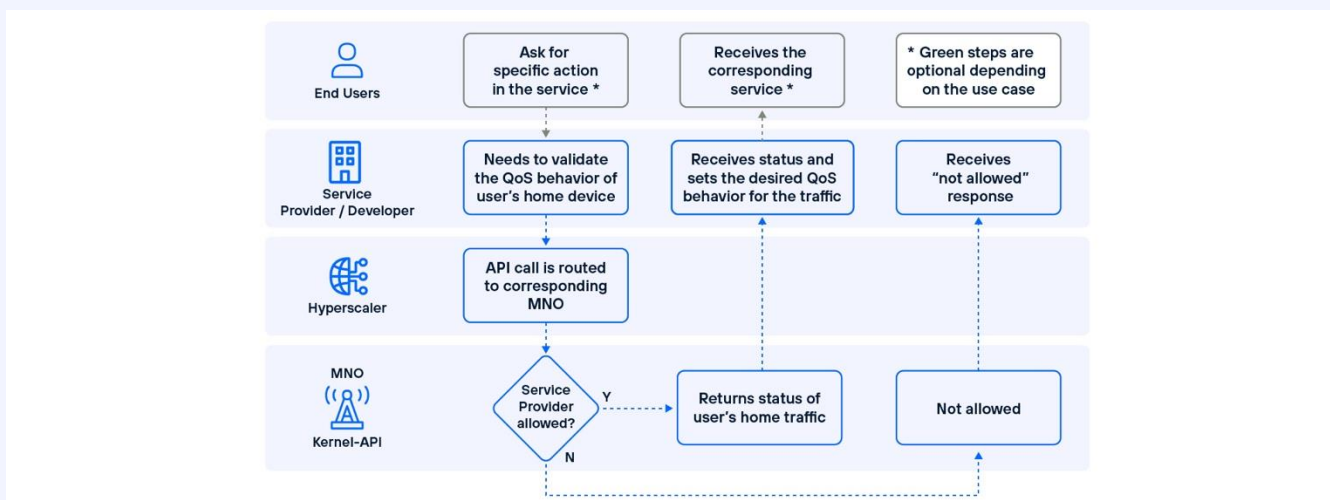 End Users
Ask for
specific action
in the service *
Receives the
corresponding
service *
* Green steps are
optional depending
on the use case
Service
Provider / Developer
Needs to validate
the QoS behavior of
user's home device
Receives status and
sets the desired QoS
behavior for the traffic
Receives
“not allowed”
response
Hyperscaler
API call is routed
to corresponding
MNO
MNO
Kernel-API
Service
Provider
allowed?
Y
N
Returns status of
user's home traffic
Not allowed